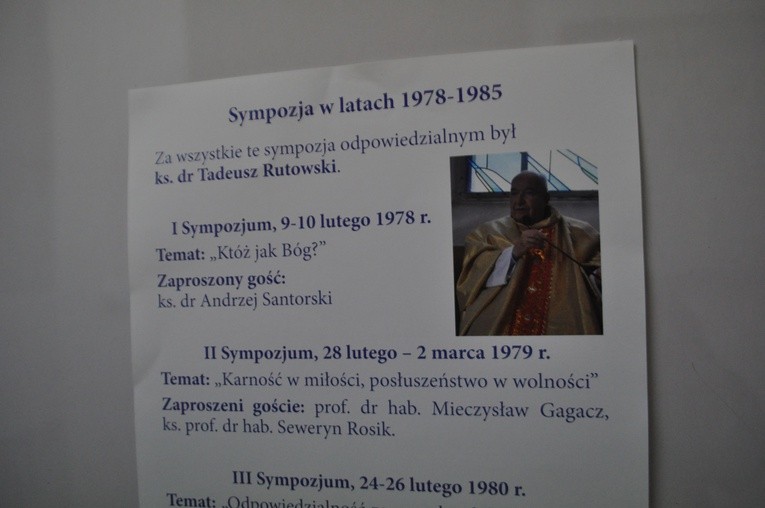 Sympozja w latach 1978-1985
Za wszystkie te sympozja odpowiedzialnym był
ks. dr Tadeusz Rutowski.
I Sympozjum, 9-10 lutego 1978 r.
Temat: „Któż jak Bóg?”
Zaproszony gość:
ks. dr Andrzej Santorski
II Sympozjum, 28 lutego – 2 marca 1979 r.
Temat: „Karność w miłości, posłuszeństwo w wolności”
Zaproszeni goście: prof. dr hab. Mieczysław Gagacz,
ks. prof. dr hab. Seweryn Rosik.
III Sympozjum, 24-26 lutego 1980 r.
Temat: „Odpowiedzialność